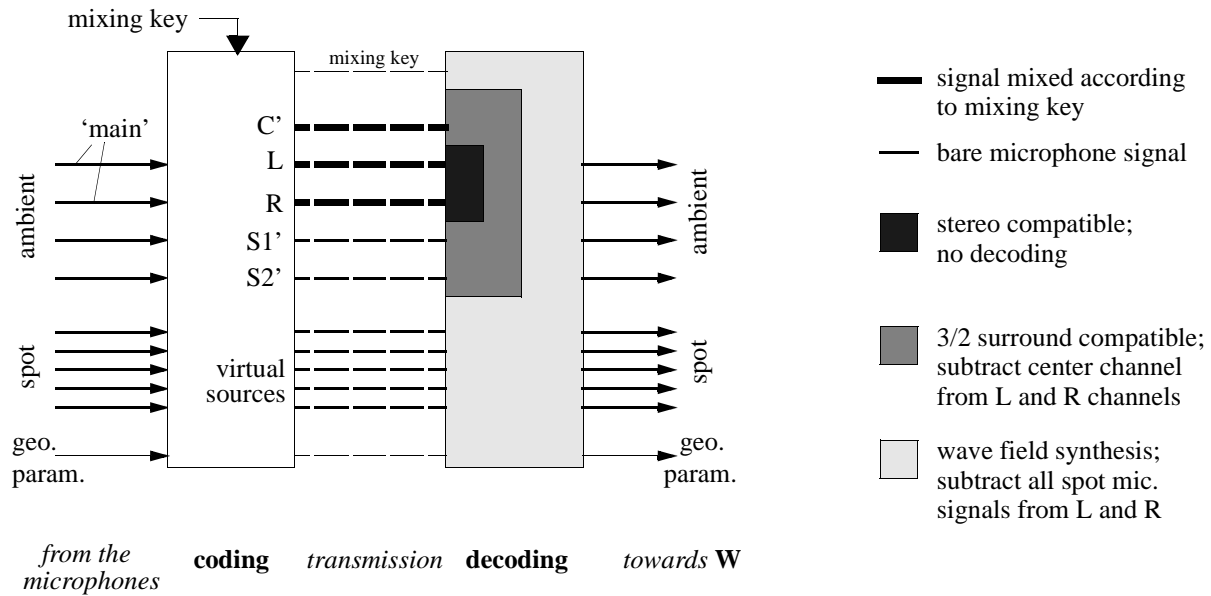 mixing key
mixing key
C’
‘main’
L
R
S1’
S2’
ambient
spot
virtual
sources
geo.
param.
ambient
spot
geo.
param.
from the
microphones
coding
transmission
decoding
towards W
signal mixed according
to mixing key
bare microphone signal
stereo compatible;
no decoding
3/2 surround compatible;
subtract center channel
from L and R channels
wave field synthesis;
subtract all spot mic.
signals from L and R